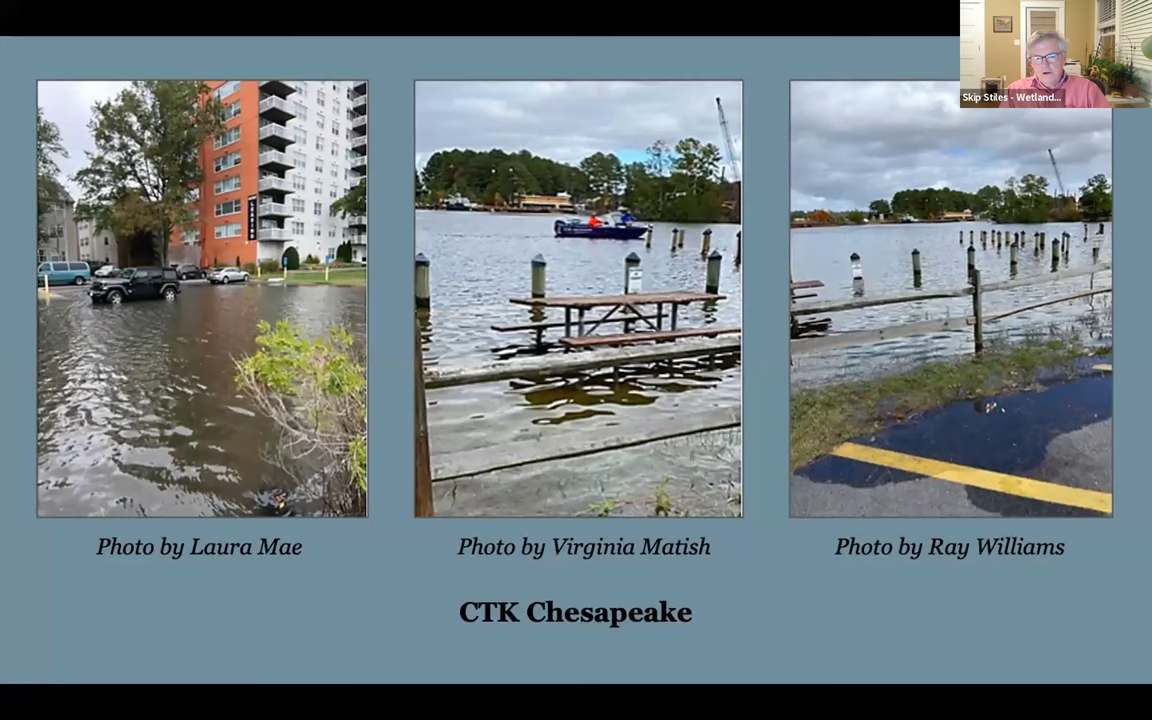 Skip Stiles - Wetland...
Photo by Laura Mae
Photo by Virginia Matish
Photo by Ray Williams
CTK Chesapeake